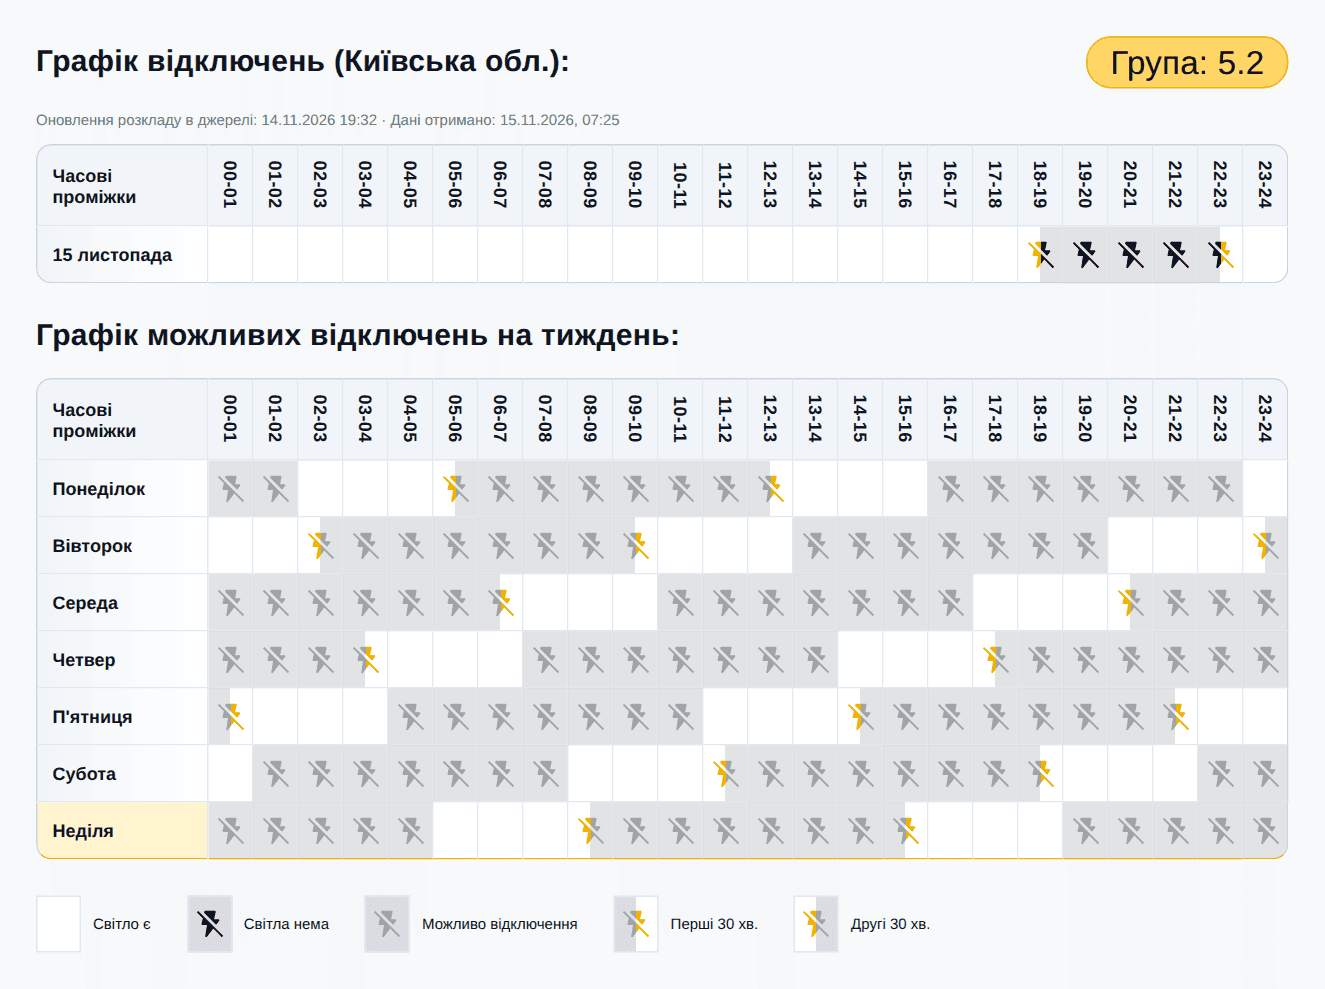 Графік відключень (Київська обл.):
Група: 5.2
Оновлення розкладу в джерелі: 14.11.2026 19:32 · Дані отримано: 15.11.2026, 07:25
Часові проміжки 00-01 01-02 02-03 03-04 04-05 05-06 06-07 07-08 08-09 09-10 10-11 11-12 12-13 13-14 14-15 15-16 16-17 17-18 18-19 19-20 20-21 21-22 22-23 23-24
15 листопада
Графік можливих відключень на тиждень:
Часові проміжки 00-01 01-02 02-03 03-04 04-05 05-06 06-07 07-08 08-09 09-10 10-11 11-12 12-13 13-14 14-15 15-16 16-17 17-18 18-19 19-20 20-21 21-22 22-23 23-24
Понеділок
Вівторок
Середа
Четвер
П'ятниця
Субота
Неділя
Світло є Світла нема Можливо відключення Перші 30 хв. Другі 30 хв.